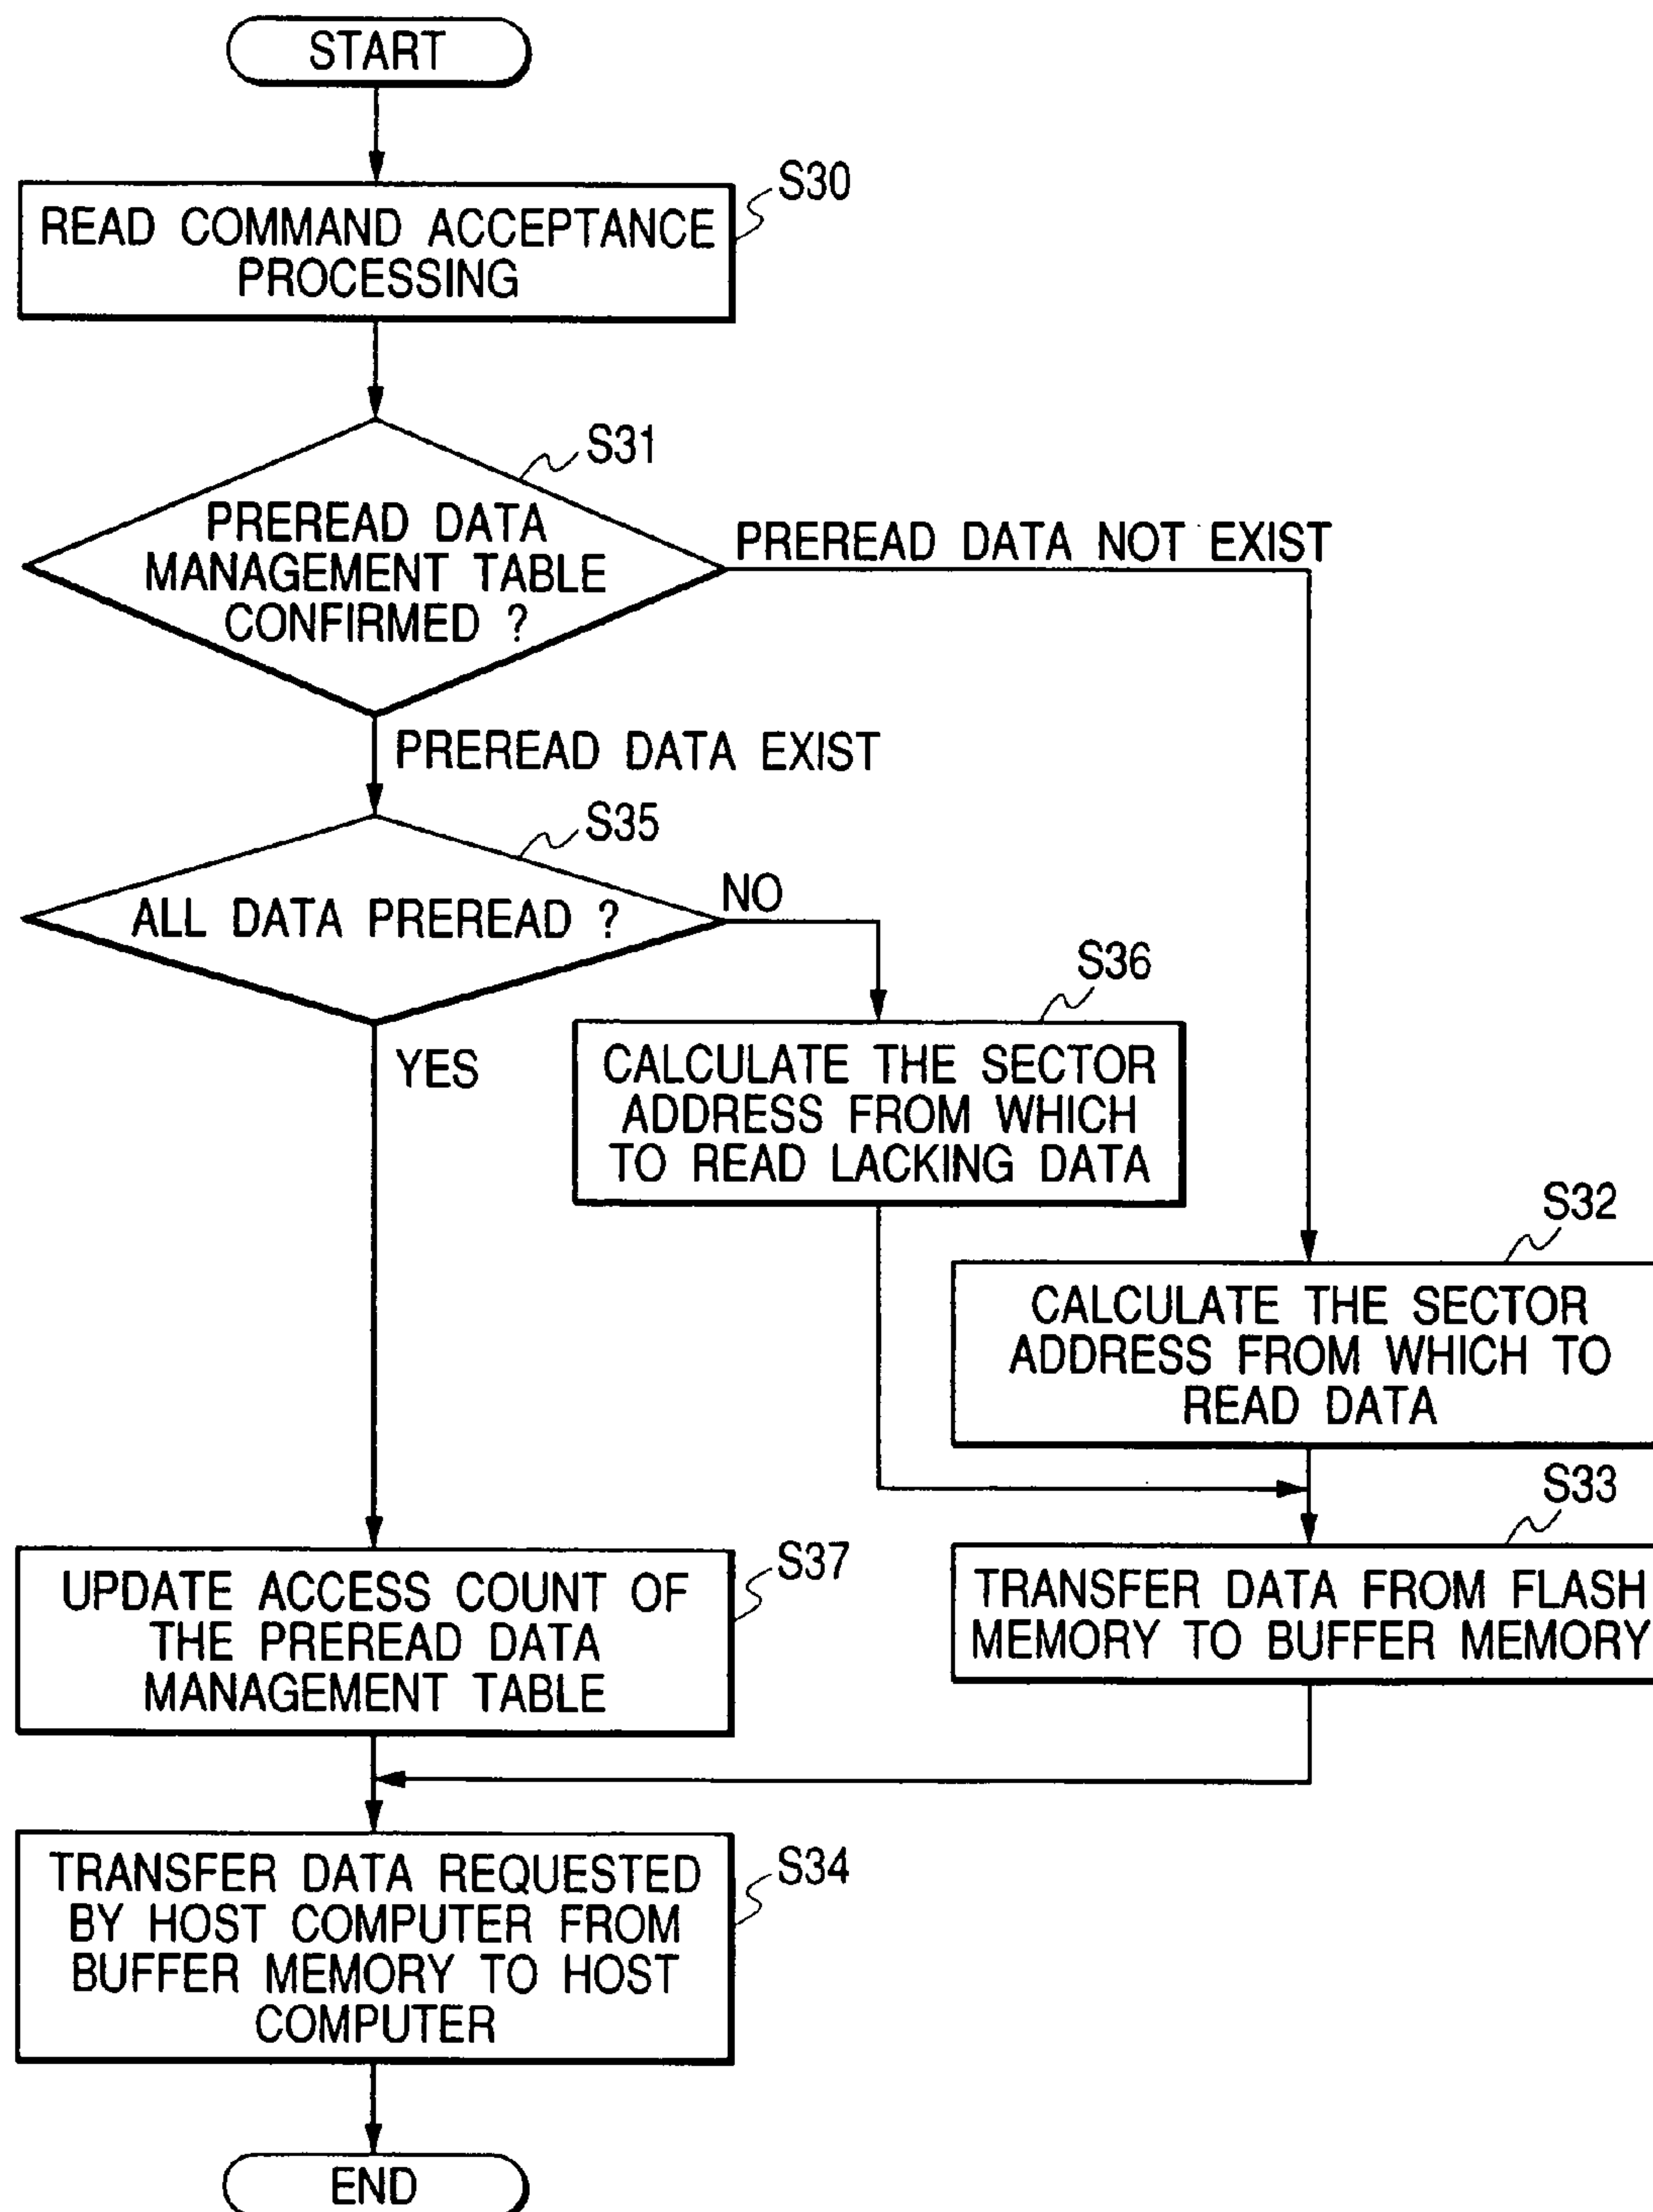 START
S30
READ COMMAND ACCEPTANCE
PROCESSING
S31
PREREAD DATA
MANAGEMENT TABLE
CONFIRMED ?
PREREAD DATA NOT EXIST
PREREAD DATA EXIST
S35
ALL DATA PREREAD ?
NO
YES
S36
CALCULATE THE SECTOR
ADDRESS FROM WHICH
TO READ LACKING DATA
S32
CALCULATE THE SECTOR
ADDRESS FROM WHICH TO
READ DATA
S33
TRANSFER DATA FROM FLASH
MEMORY TO BUFFER MEMORY
S37
UPDATE ACCESS COUNT OF
THE PREREAD DATA
MANAGEMENT TABLE
S34
TRANSFER DATA REQUESTED
BY HOST COMPUTER FROM
BUFFER MEMORY TO HOST
COMPUTER
END